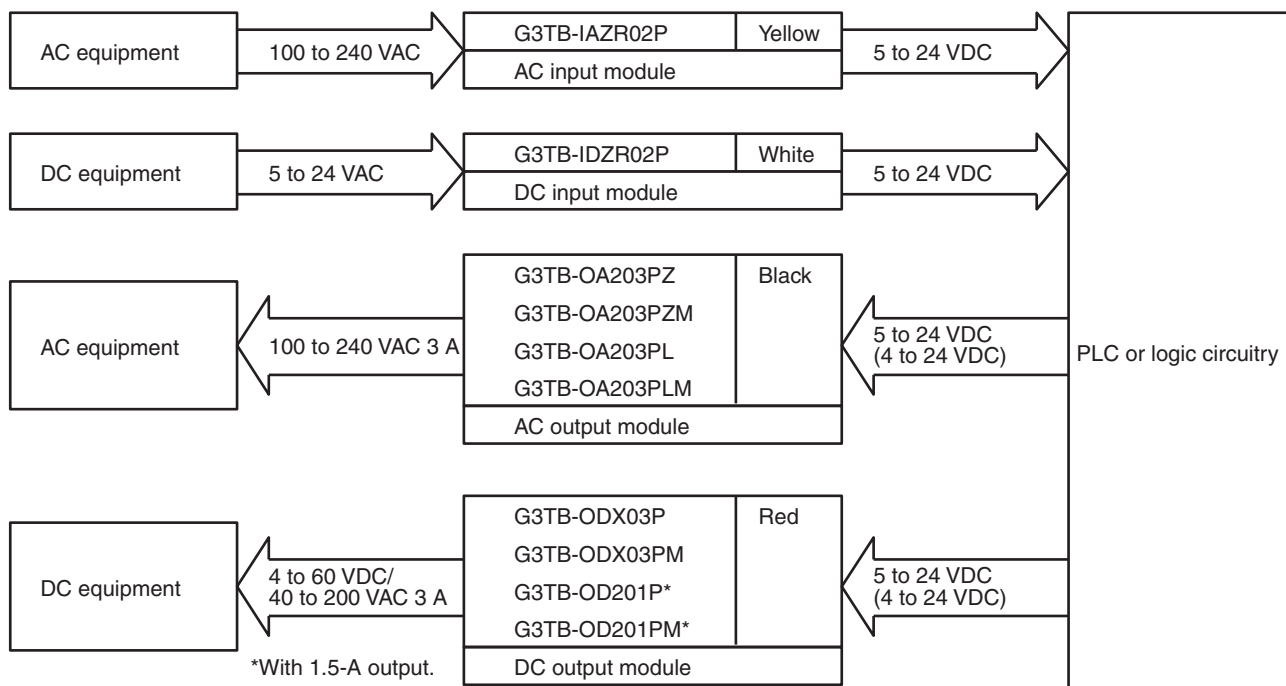 AC equipment
100 to 240 VAC
G3TB-IAZR02P
Yellow
AC input module
5 to 24 VDC
DC equipment
5 to 24 VAC
G3TB-IDZR02P
White
DC input module
5 to 24 VDC
AC equipment
100 to 240 VAC 3 A
G3TB-OA203PZ
G3TB-OA203PZM
G3TB-OA203PL
G3TB-OA203PLM
Black
AC output module
5 to 24 VDC
(4 to 24 VDC)
PLC or logic circuitry
DC equipment
4 to 60 VDC/
40 to 200 VAC 3 A
*With 1.5-A output.
G3TB-ODX03P
G3TB-ODX03PM
G3TB-OD201P*
G3TB-OD201PM*
Red
DC output module
5 to 24 VDC
(4 to 24 VDC)